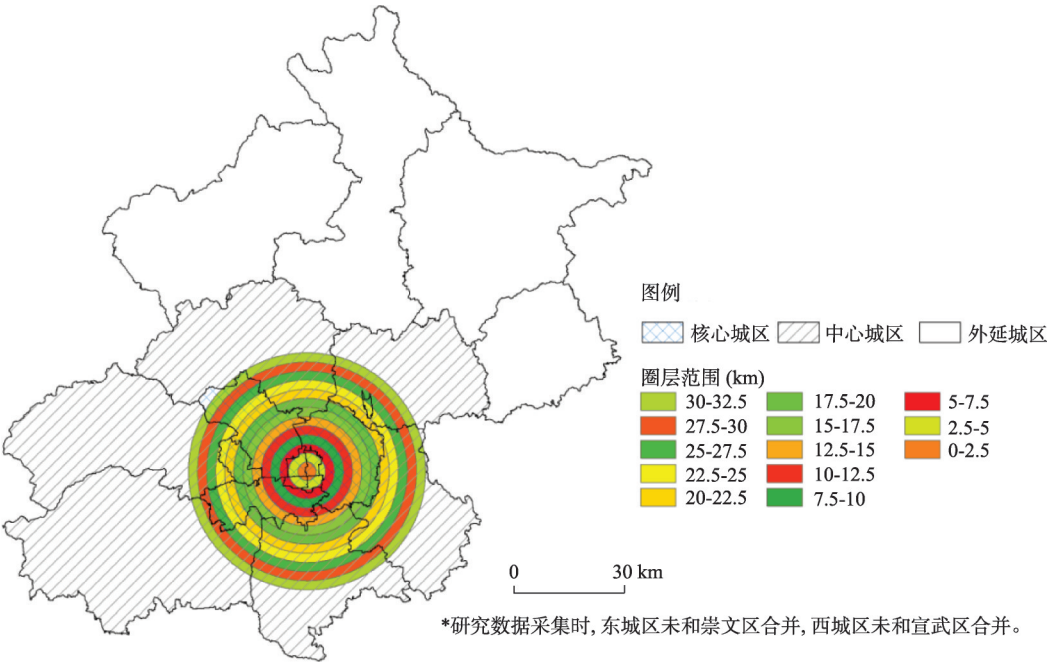 图例
核心城区 中心城区 外延城区
圈层范围 (km)
30-32.5 17.5-20 5-7.5
27.5-30 15-17.5 2.5-5
25-27.5 12.5-15 0-2.5
22.5-25 10-12.5
20-22.5 7.5-10
0 30 km
*研究数据采集时, 东城区未和崇文区合并, 西城区未和宣武区合并。